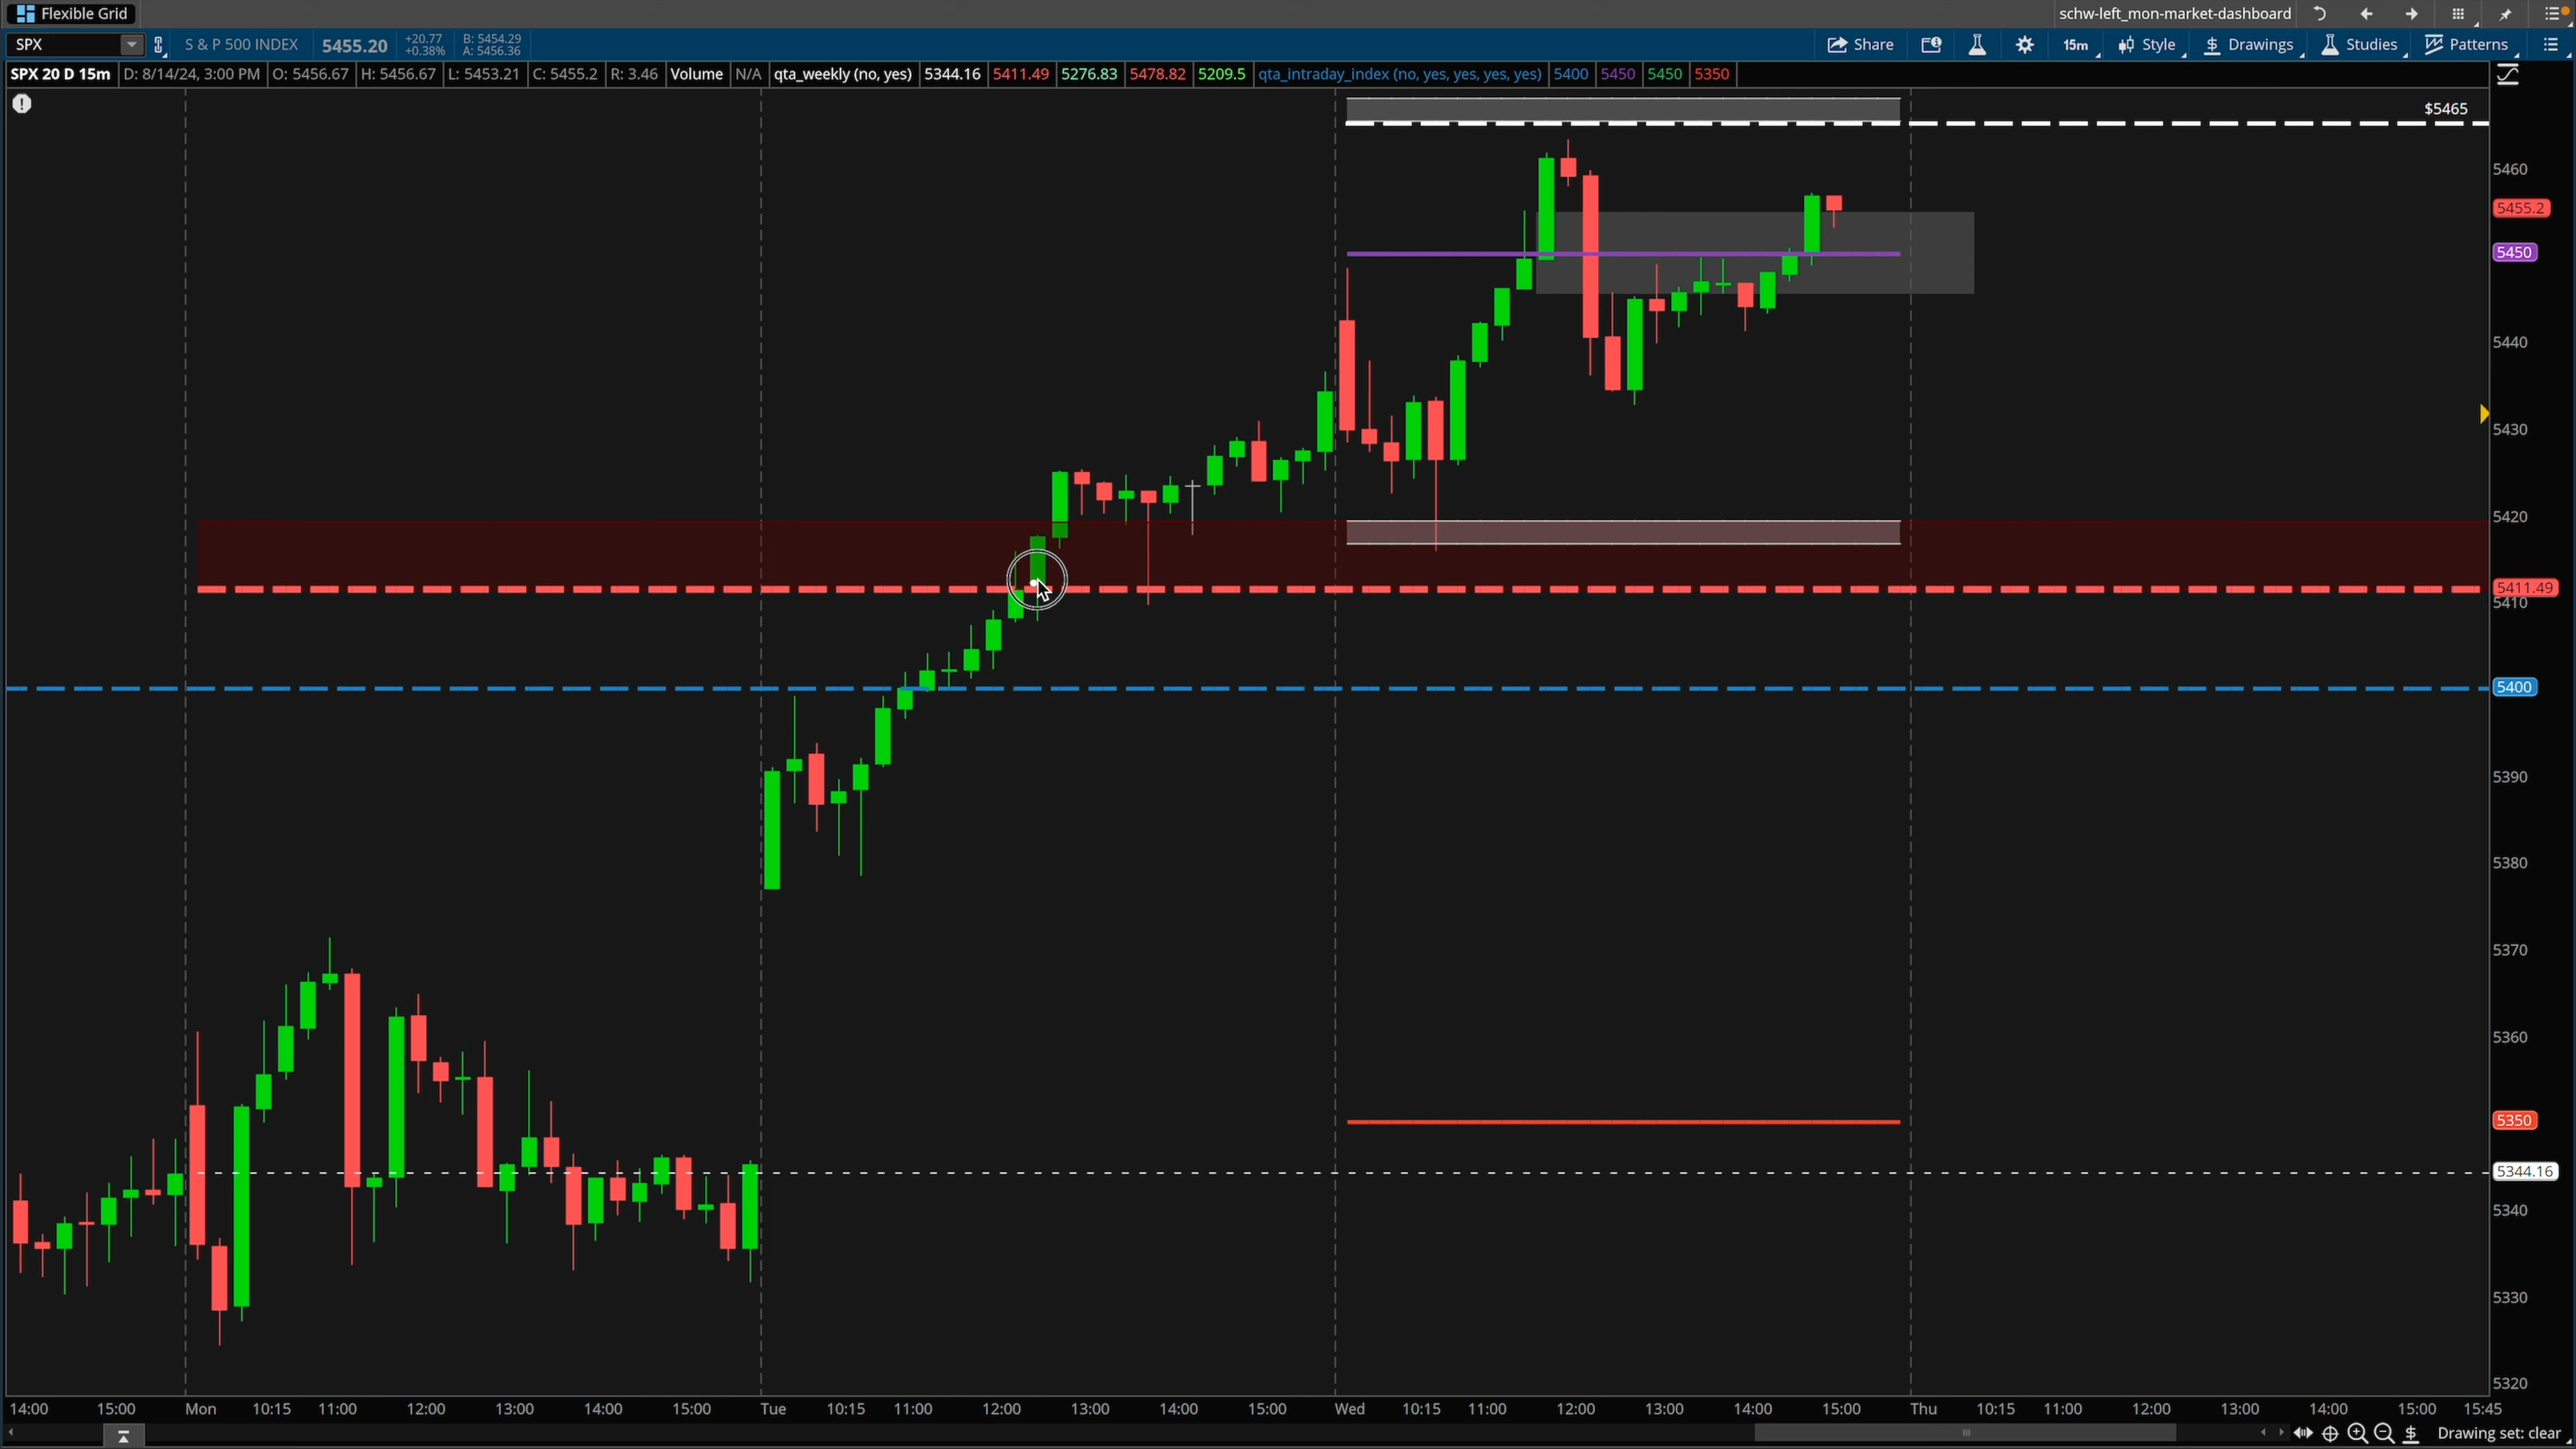 Flexible Grid
schw-left_mon-market-dashboard
SPX
S & P 500 INDEX
5455.20
+20.77
+0.38%
B: 5454.29
A: 5456.36
Share
15m
Style
$ Drawings
Studies
Patterns
SPX 20 D 15m D: 8/14/24, 3:00 PM O: 5456.67 H: 5456.67 L: 5453.21 C: 5455.2 R: 3.46 Volume N/A qta_weekly (no, yes) 5344.16 5411.49 5276.83 5478.82 5209.5 qta_intraday_index (no, yes, yes, yes, yes) 5400 5450 5450 5350
$5465
5460
5455.2
5450
5440
5430
5420
5411.49
5410
5400
5390
5380
5370
5360
5350
5344.16
5340
5330
5320
14:00 15:00 Mon 10:15 11:00 12:00 13:00 14:00 15:00 Tue 10:15 11:00 12:00 13:00 14:00 15:00 Wed 10:15 11:00 12:00 13:00 14:00 15:00 Thu 10:15 11:00 12:00 13:00 14:00 15:00 15:45
$ Drawing set: clear